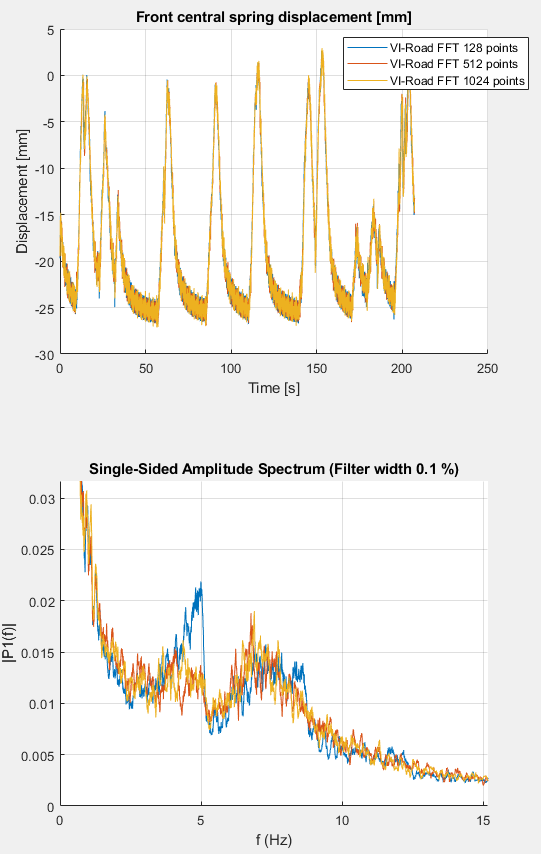 Front central spring displacement [mm]
VI-Road FFT 128 points
VI-Road FFT 512 points
VI-Road FFT 1024 points
5
0
-5
-10
-15
-20
-25
-30
Displacement [mm]
0 50 100 150 200 250
Time [s]
Single-Sided Amplitude Spectrum (Filter width 0.1 %)
0.03
0.025
0.02
0.015
0.01
0.005
0
|P1(f)|
0 5 10 15
f (Hz)